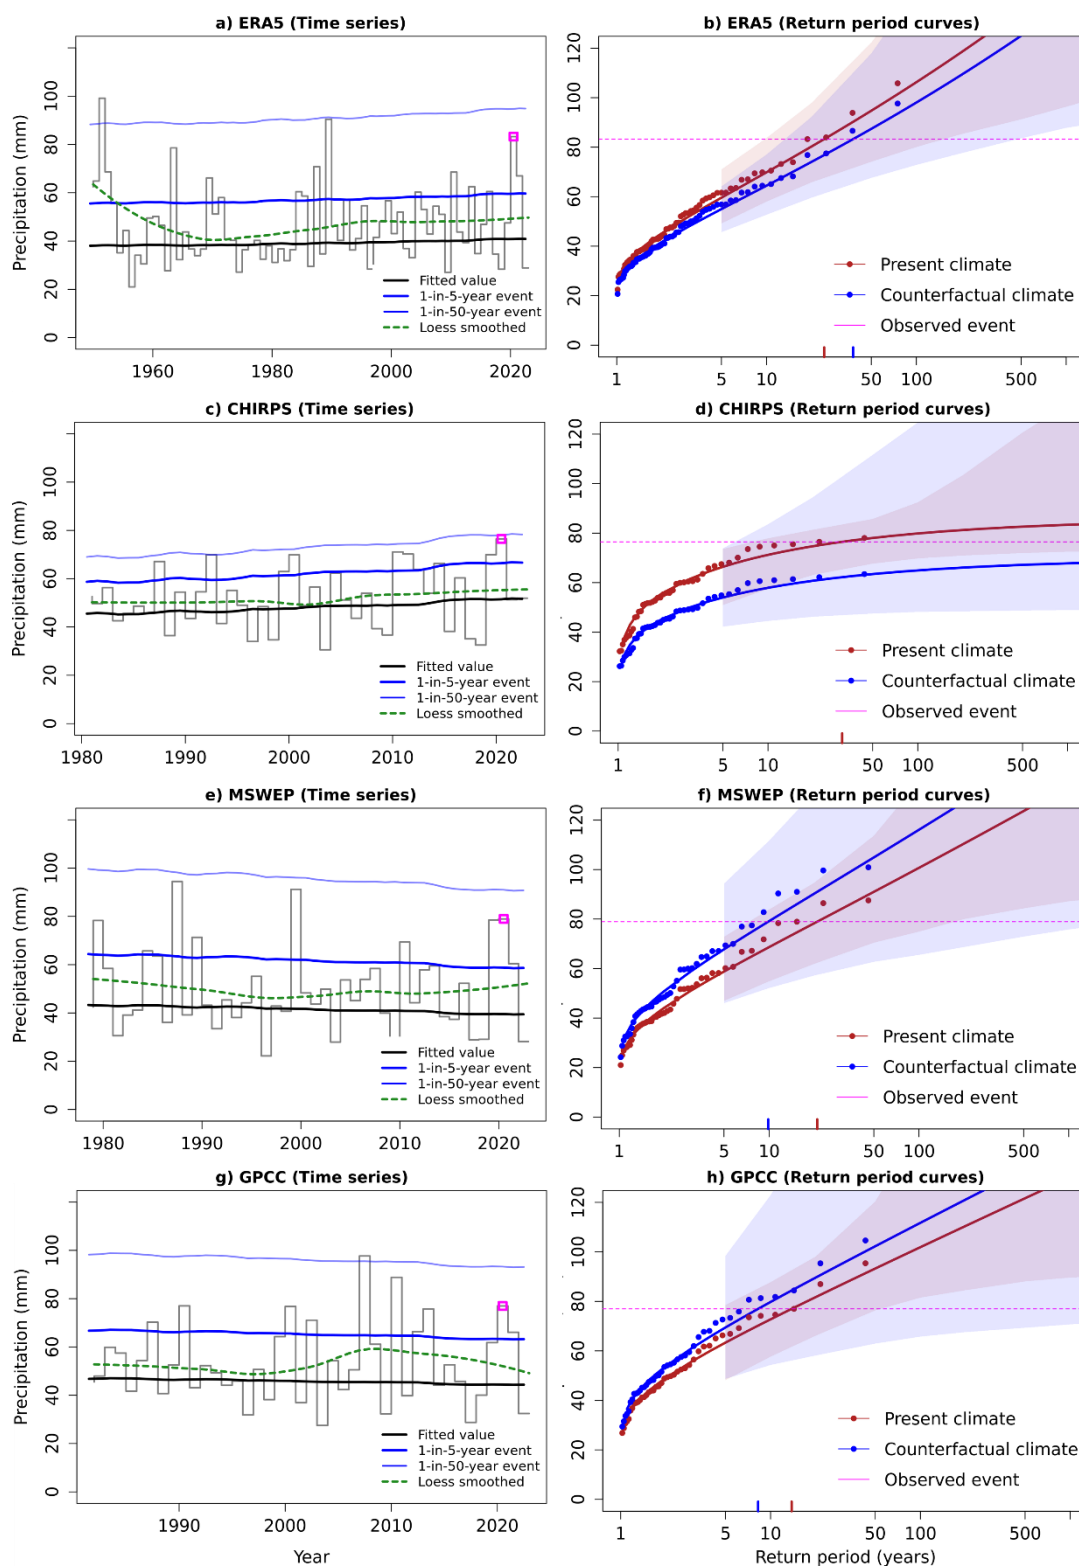 a) ERA5 (Time series)
Precipitation (mm)
0 20 40 60 80 100
1960 1980 2000 2020
Fitted value
1-in-5-year event
1-in-50-year event
Loess smoothed
b) ERA5 (Return period curves)
0 20 40 60 80 100 120
1 5 10 50 100 500
Present climate
Counterfactual climate
Observed event
c) CHIRPS (Time series)
Precipitation (mm)
0 20 40 60 80 100
1980 1990 2000 2010 2020
Fitted value
1-in-5-year event
1-in-50-year event
Loess smoothed
d) CHIRPS (Return period curves)
0 20 40 60 80 100 120
1 5 10 50 100 500
Present climate
Counterfactual climate
Observed event
e) MSWEP (Time series)
Precipitation (mm)
0 20 40 60 80 100
1980 1990 2000 2010 2020
Fitted value
1-in-5-year event
1-in-50-year event
Loess smoothed
f) MSWEP (Return period curves)
0 20 40 60 80 100 120
1 5 10 50 100 500
Present climate
Counterfactual climate
Observed event
g) GPCC (Time series)
Precipitation (mm)
0 20 40 60 80 100
1990 2000 2010 2020
Year
Fitted value
1-in-5-year event
1-in-50-year event
Loess smoothed
h) GPCC (Return period curves)
0 20 40 60 80 100 120
1 5 10 50 100 500
Return period (years)
Present climate
Counterfactual climate
Observed event